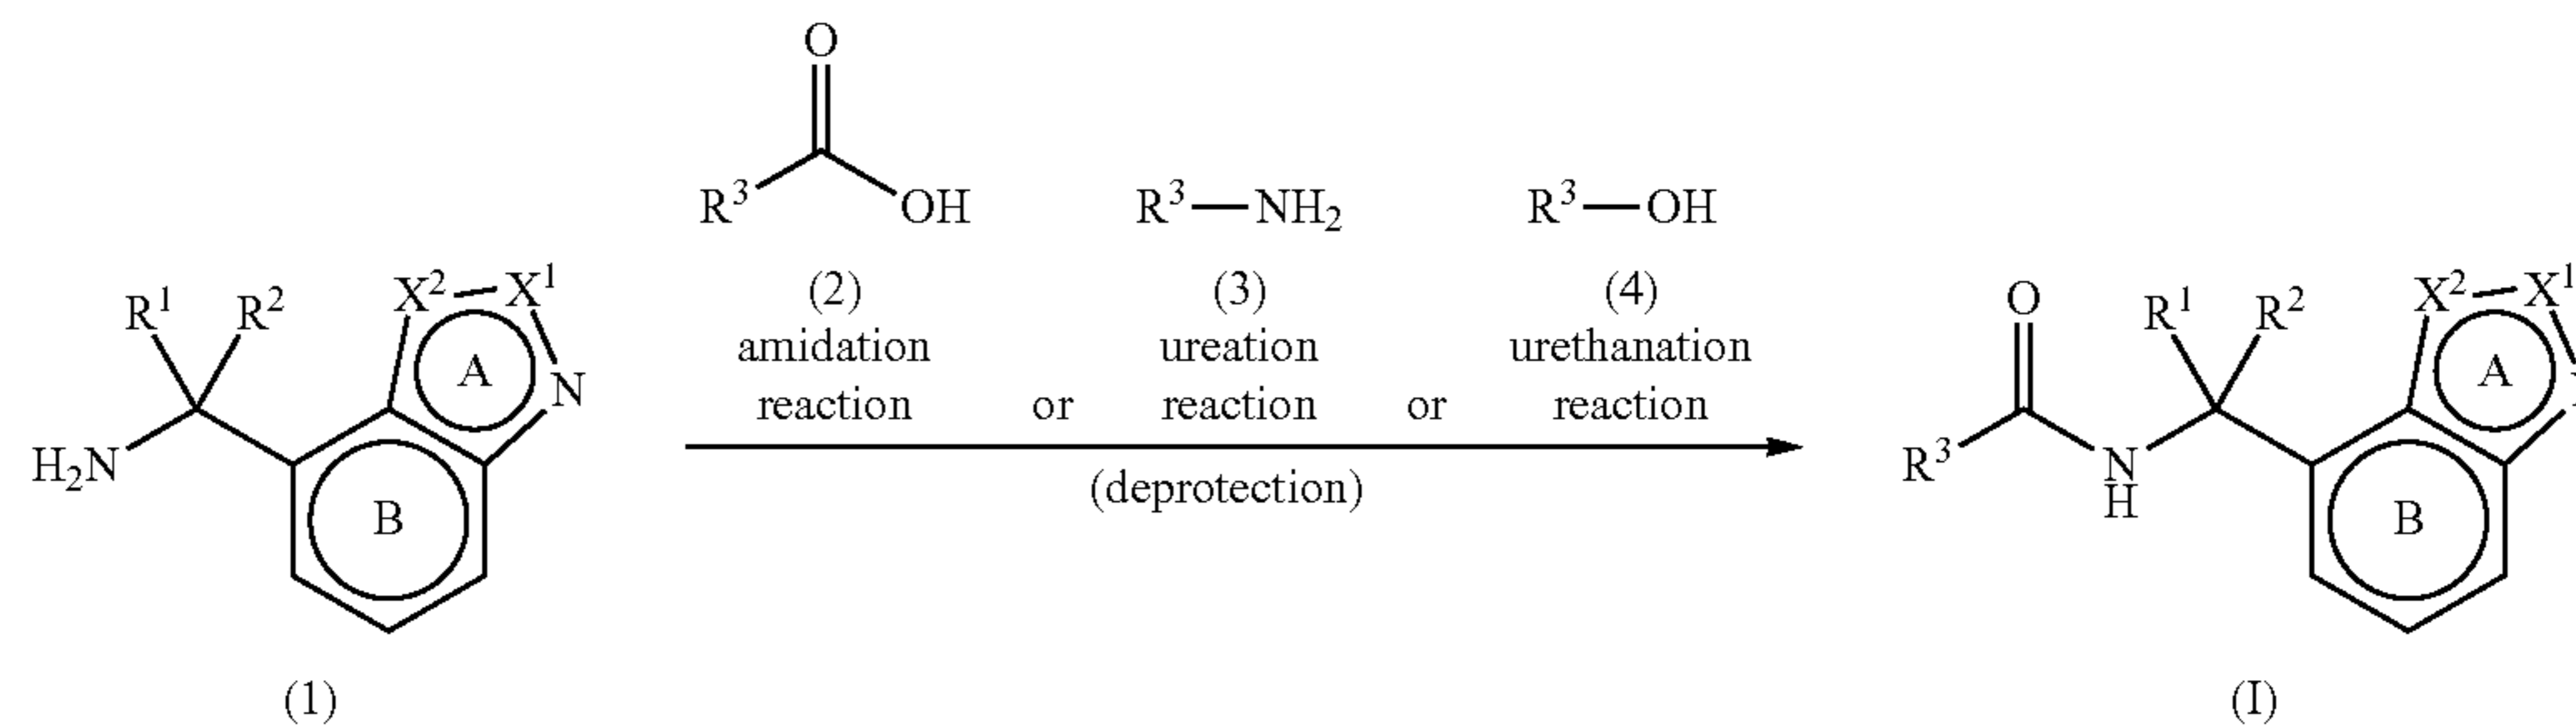 O
R³ OH R³—NH₂ R³—OH
(2) (3) (4)
R¹ R² X² X¹ A N H₂N B
amidation ureation urethanation
reaction or reaction or reaction
(deprotection)
O R¹ R² X² X¹ A R³ N H B
(1) (I)